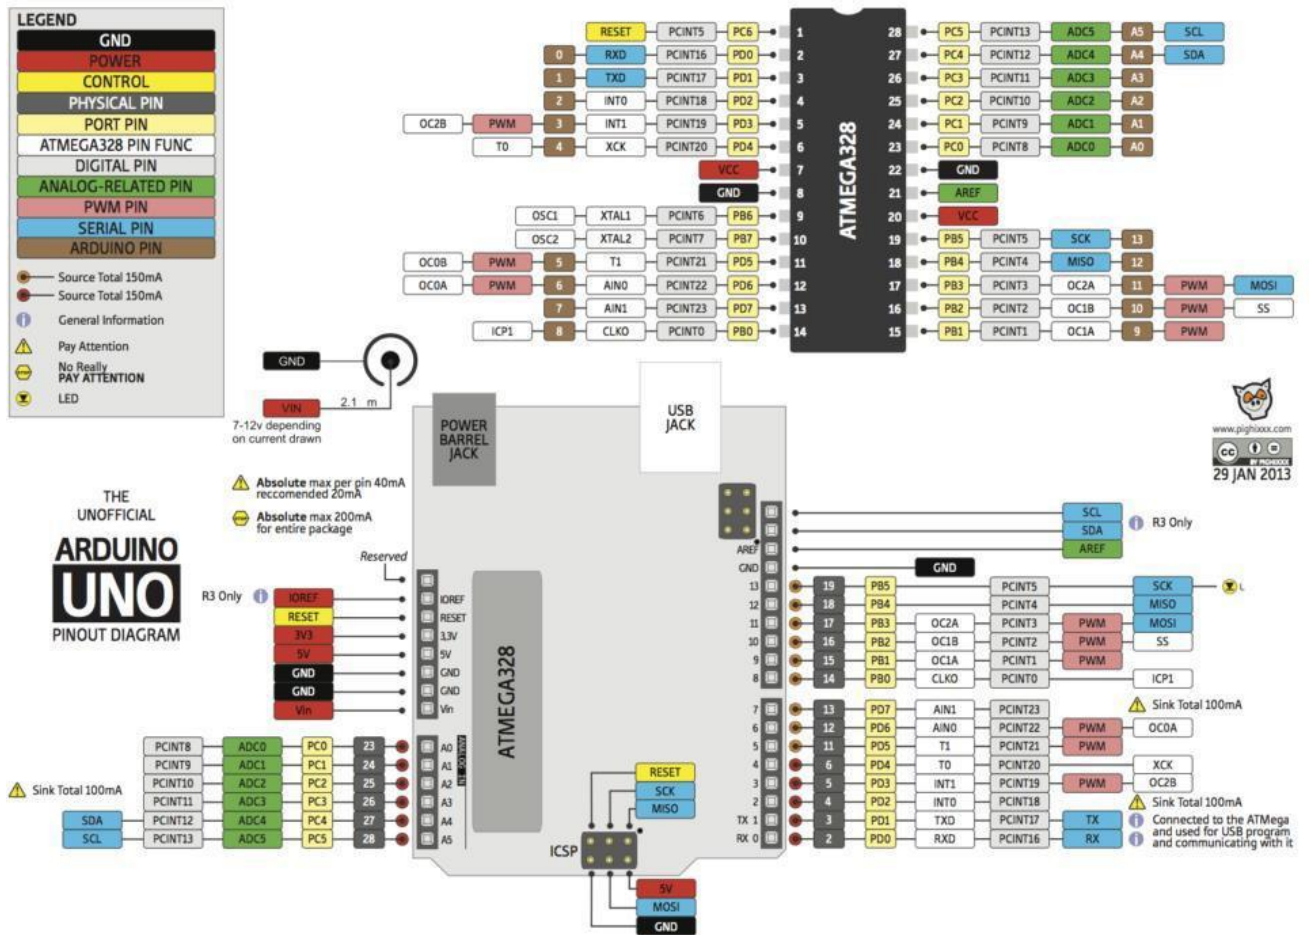 LEGEND
GND
POWER
CONTROL
PHYSICAL PIN
PORT PIN
ATMEGA328 PIN FUNC
DIGITAL PIN
ANALOG-RELATED PIN
PWM PIN
SERIAL PIN
ARDUINO PIN
Source Total 150mA
Source Total 150mA
General Information
Pay Attention
No Really
PAY ATTENTION
LED
RESET PCINT5 PC6 1
0 RXD PCINT16 PD0 2
1 TXD PCINT17 PD1 3
2 INT0 PCINT18 PD2 4
OC2B PWM 3 INT1 PCINT19 PD3 5
T0 4 XCK PCINT20 PD4 6
VCC 7
GND 8
OSC1 XTAL1 PCINT6 PB6 9
OSC2 XTAL2 PCINT7 PB7 10
OC0B PWM 5 T1 PCINT21 PD5 11
OC0A PWM 6 AIN0 PCINT22 PD6 12
7 AIN1 PCINT23 PD7 13
ICP1 8 CLKO PCINT0 PB0 14
ATMEGA328
28 PC5 PCINT13 ADC5 A5 SCL
27 PC4 PCINT12 ADC4 A4 SDA
26 PC3 PCINT11 ADC3 A3
25 PC2 PCINT10 ADC2 A2
24 PC1 PCINT9 ADC1 A1
23 PC0 PCINT8 ADC0 A0
22 GND
21 AREF
20 VCC
19 PB5 PCINT5 SCK 13
18 PB4 PCINT4 MISO 12
17 PB3 PCINT3 OC2A 11 PWM MOSI
16 PB2 PCINT2 OC1B 10 PWM SS
15 PB1 PCINT1 OC1A 9 PWM
GND
VIN 2.1 m
7-12v depending
on current drawn
POWER
BARREL
JACK
USB
JACK
www.pighixxx.com
cc
BY PIGHIXXX
29 JAN 2013
Absolute max per pin 40mA
reccomended 20mA
Absolute max 200mA
for entire package
THE
UNOFFICIAL
ARDUINO
UNO
PINOUT DIAGRAM
Reserved
R3 Only IOREF IOREF
RESET RESET
3V3 3,3V
5V 5V
GND GND
GND GND
Vin Vin
PCINT8 ADC0 PC0 23 A0
PCINT9 ADC1 PC1 24 A1
PCINT10 ADC2 PC2 25 A2
PCINT11 ADC3 PC3 26 A3
SDA PCINT12 ADC4 PC4 27 A4
SCL PCINT13 ADC5 PC5 28 A5
Sink Total 100mA
ANALOG IN
ATMEGA328
SCL
SDA
R3 Only
AREF AREF
GND GND
13 19 PB5 PCINT5 SCK L
12 18 PB4 PCINT4 MISO
11 17 PB3 OC2A PCINT3 PWM MOSI
10 16 PB2 OC1B PCINT2 PWM SS
9 15 PB1 OC1A PCINT1 PWM
8 14 PB0 CLKO PCINT0 ICP1
Sink Total 100mA
7 13 PD7 AIN1 PCINT23
6 12 PD6 AIN0 PCINT22 PWM OC0A
5 11 PD5 T1 PCINT21 PWM
4 6 PD4 T0 PCINT20 XCK
3 5 PD3 INT1 PCINT19 PWM OC2B
2 4 PD2 INT0 PCINT18
Sink Total 100mA
TX 1 3 PD1 TXD PCINT17 TX
RX 0 2 PD0 RXD PCINT16 RX
Connected to the ATMega
and used for USB program
and communicating with it
RESET
SCK
MISO
ICSP
5V
MOSI
GND